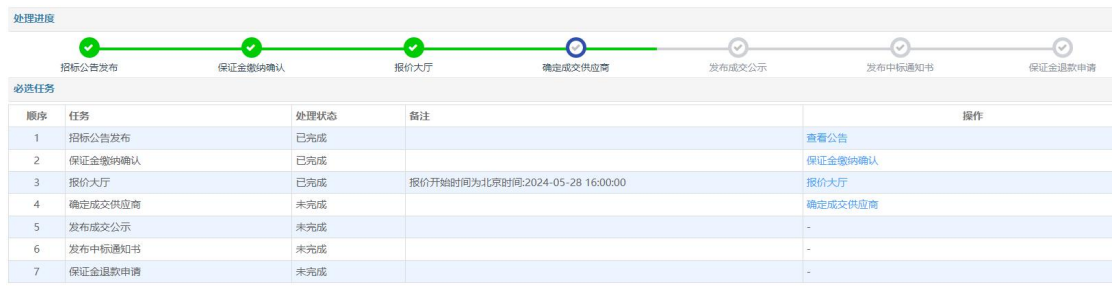 处理进度
招标公告发布 保证金缴纳确认 报价大厅 确定成交供应商 发布成交公示 发布中标通知书 保证金退款申请
必选任务
顺序 任务 处理状态 备注 操作
1 招标公告发布 已完成 查看公告
2 保证金缴纳确认 已完成 保证金缴纳确认
3 报价大厅 已完成 报价开始时间为北京时间:2024-05-28 16:00:00 报价大厅
4 确定成交供应商 未完成 确定成交供应商
5 发布成交公示 未完成 -
6 发布中标通知书 未完成 -
7 保证金退款申请 未完成 -